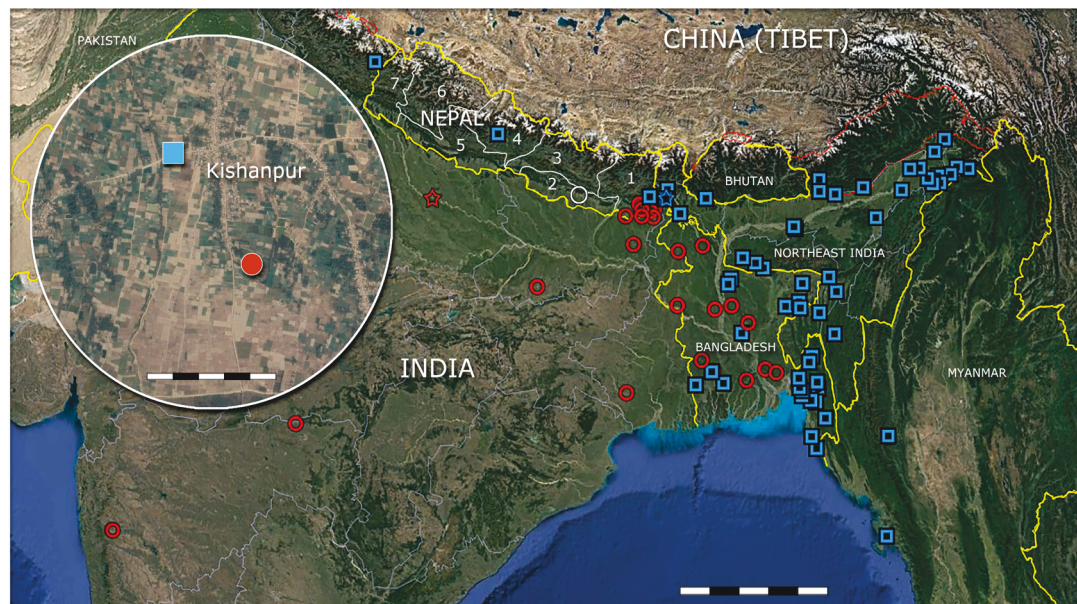 PAKISTAN
CHINA (TIBET)
7
6
NEPAL
4
5
3
Kishanpur
2
1
BHUTAN
NORTHEAST INDIA
BANGLADESH
INDIA
MYANMAR